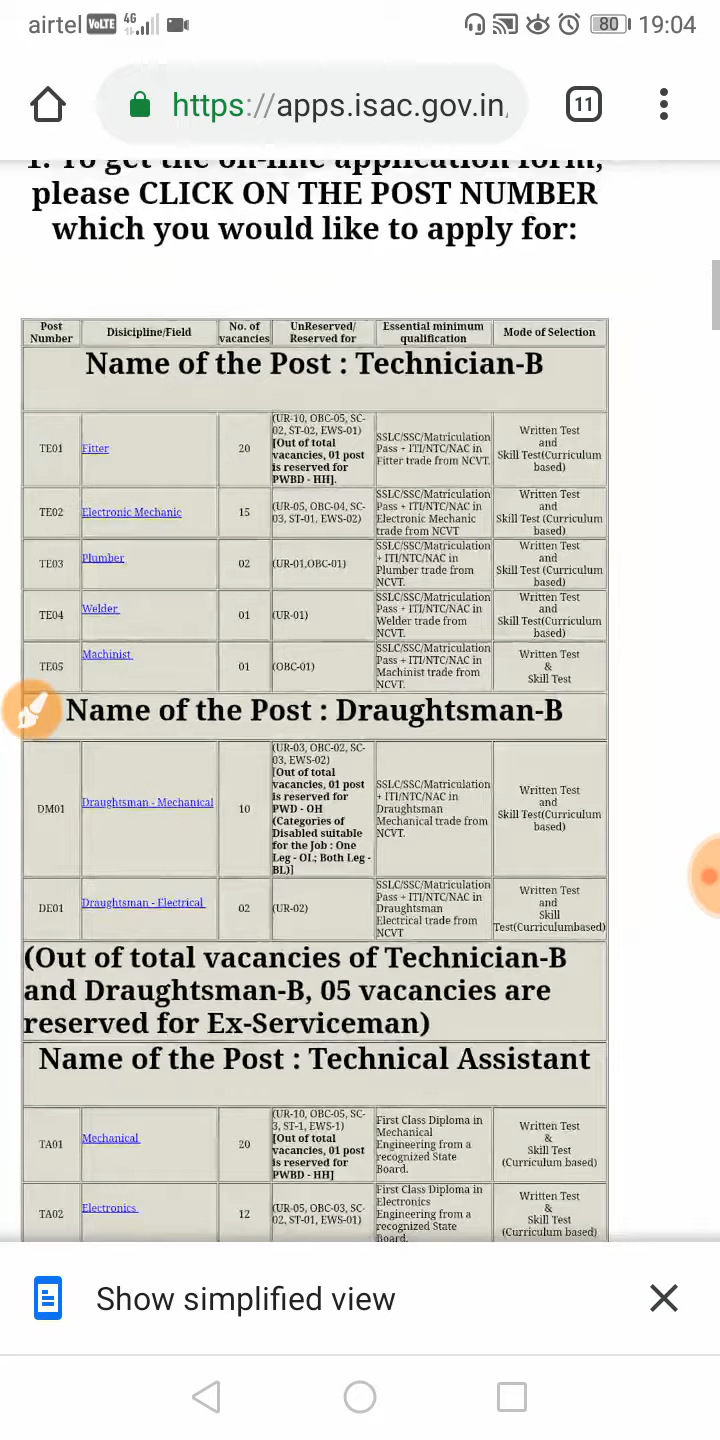 airtel VoLTE 4G 80 19:04
https://apps.isac.gov.in,
11
1. To get the on-line application form,
please CLICK ON THE POST NUMBER
which you would like to apply for:
Post Number Disicipline/Field No. of vacancies UnReserved/ Reserved for Essential minimum qualification Mode of Selection
Name of the Post : Technician-B
TE01 Fitter 20 (UR-10, OBC-05, SC-02, ST-02, EWS-01) [Out of total vacancies, 01 post is reserved for PWBD - HH]. SSLC/SSC/Matriculation Pass + ITI/NTC/NAC in Fitter trade from NCVT. Written Test and Skill Test(Curriculum based)
TE02 Electronic Mechanic 15 (UR-05, OBC-04, SC-03, ST-01, EWS-02) SSLC/SSC/Matriculation Pass + ITI/NTC/NAC in Electronic Mechanic trade from NCVT Written Test and Skill Test (Curriculum based)
TE03 Plumber 02 (UR-01,OBC-01) SSLC/SSC/Matriculation + ITI/NTC/NAC in Plumber trade from NCVT. Written Test and Skill Test (Curriculum based)
TE04 Welder 01 (UR-01) SSLC/SSC/Matriculation Pass + ITI/NTC/NAC in Welder trade from NCVT. Written Test and Skill Test(Curriculum based)
TE05 Machinist 01 (OBC-01) SSLC/SSC/Matriculation Pass + ITI/NTC/NAC in Machinist trade from NCVT. Written Test & Skill Test
Name of the Post : Draughtsman-B
DM01 Draughtsman - Mechanical 10 (UR-03, OBC-02, SC-03, EWS-02) [Out of total vacancies, 01 post is reserved for PWD - OH (Categories of Disabled suitable for the Job : One Leg - OL; Both Leg - BL)] SSLC/SSC/Matriculation + ITI/NTC/NAC in Draughtsman Mechanical trade from NCVT. Written Test and Skill Test(Curriculum based)
DE01 Draughtsman - Electrical 02 (UR-02) SSLC/SSC/Matriculation Pass + ITI/NTC/NAC in Draughtsman Electrical trade from NCVT Written Test and Skill Test(Curriculumbased)
(Out of total vacancies of Technician-B
and Draughtsman-B, 05 vacancies are
reserved for Ex-Serviceman)
Name of the Post : Technical Assistant
TA01 Mechanical 20 (UR-10, OBC-05, SC-3, ST-1, EWS-1) [Out of total vacancies, 01 post is reserved for PWBD - HH] First Class Diploma in Mechanical Engineering from a recognized State Board. Written Test & Skill Test (Curriculum based)
TA02 Electronics 12 (UR-05, OBC-03, SC-02, ST-01, EWS-01) First Class Diploma in Electronics Engineering from a recognized State Board. Written Test & Skill Test (Curriculum based)
Show simplified view